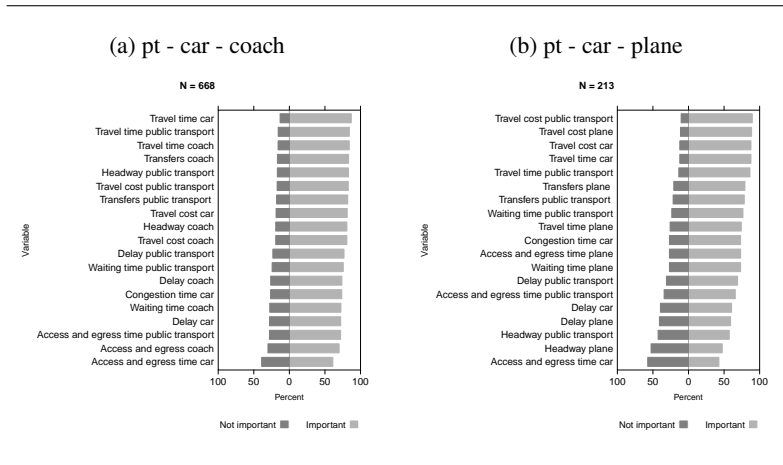 (a) pt - car - coach
N = 668
Variable
Travel time car
Travel time public transport
Travel time coach
Transfers coach
Headway public transport
Travel cost public transport
Transfers public transport
Travel cost car
Headway coach
Travel cost coach
Delay public transport
Waiting time public transport
Delay coach
Congestion time car
Waiting time coach
Delay car
Access and egress time public transport
Access and egress coach
Access and egress time car
100 50 0 50 100
Percent
Not important Important
(b) pt - car - plane
N = 213
Variable
Travel cost public transport
Travel cost plane
Travel cost car
Travel time car
Travel time public transport
Transfers plane
Transfers public transport
Waiting time public transport
Travel time plane
Congestion time car
Access and egress time plane
Waiting time plane
Delay public transport
Access and egress time public transport
Delay car
Delay plane
Headway public transport
Headway plane
Access and egress time car
100 50 0 50 100
Percent
Not important Important